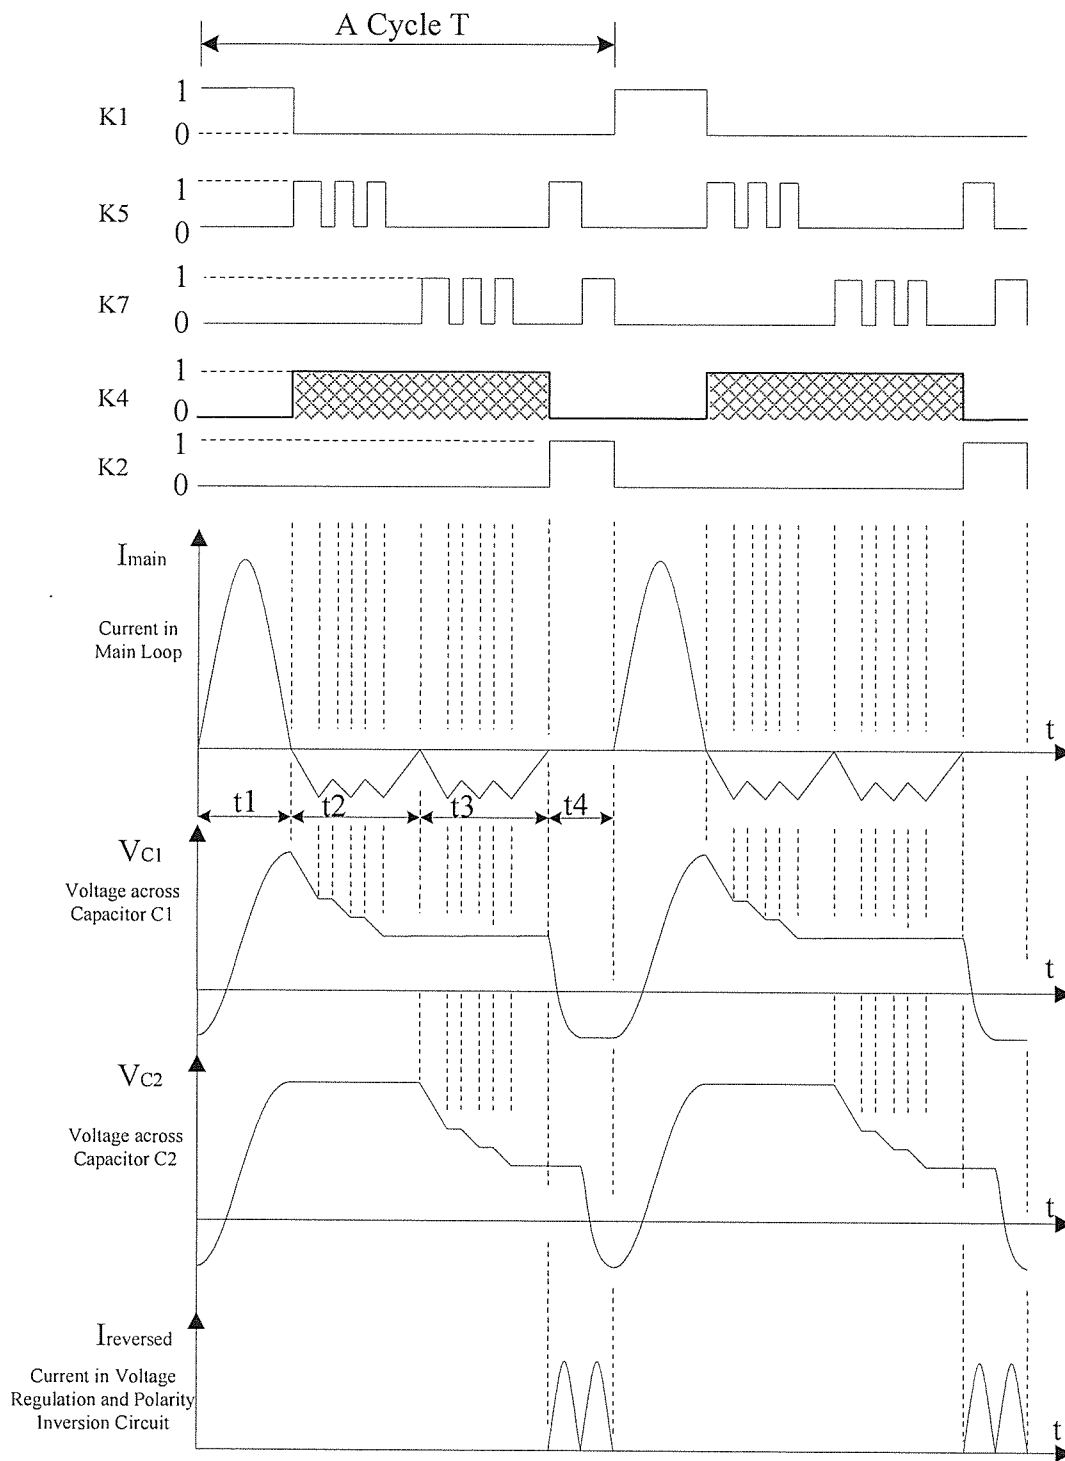 A Cycle T
K1
1
0
K5
1
0
K7
1
0
K4
1
0
K2
1
0
Imain
Current in
Main Loop
t
t1
t2
t3
t4
VC1
Voltage across
Capacitor C1
t
VC2
Voltage across
Capacitor C2
t
Ireversed
Current in Voltage
Regulation and Polarity
Inversion Circuit
t